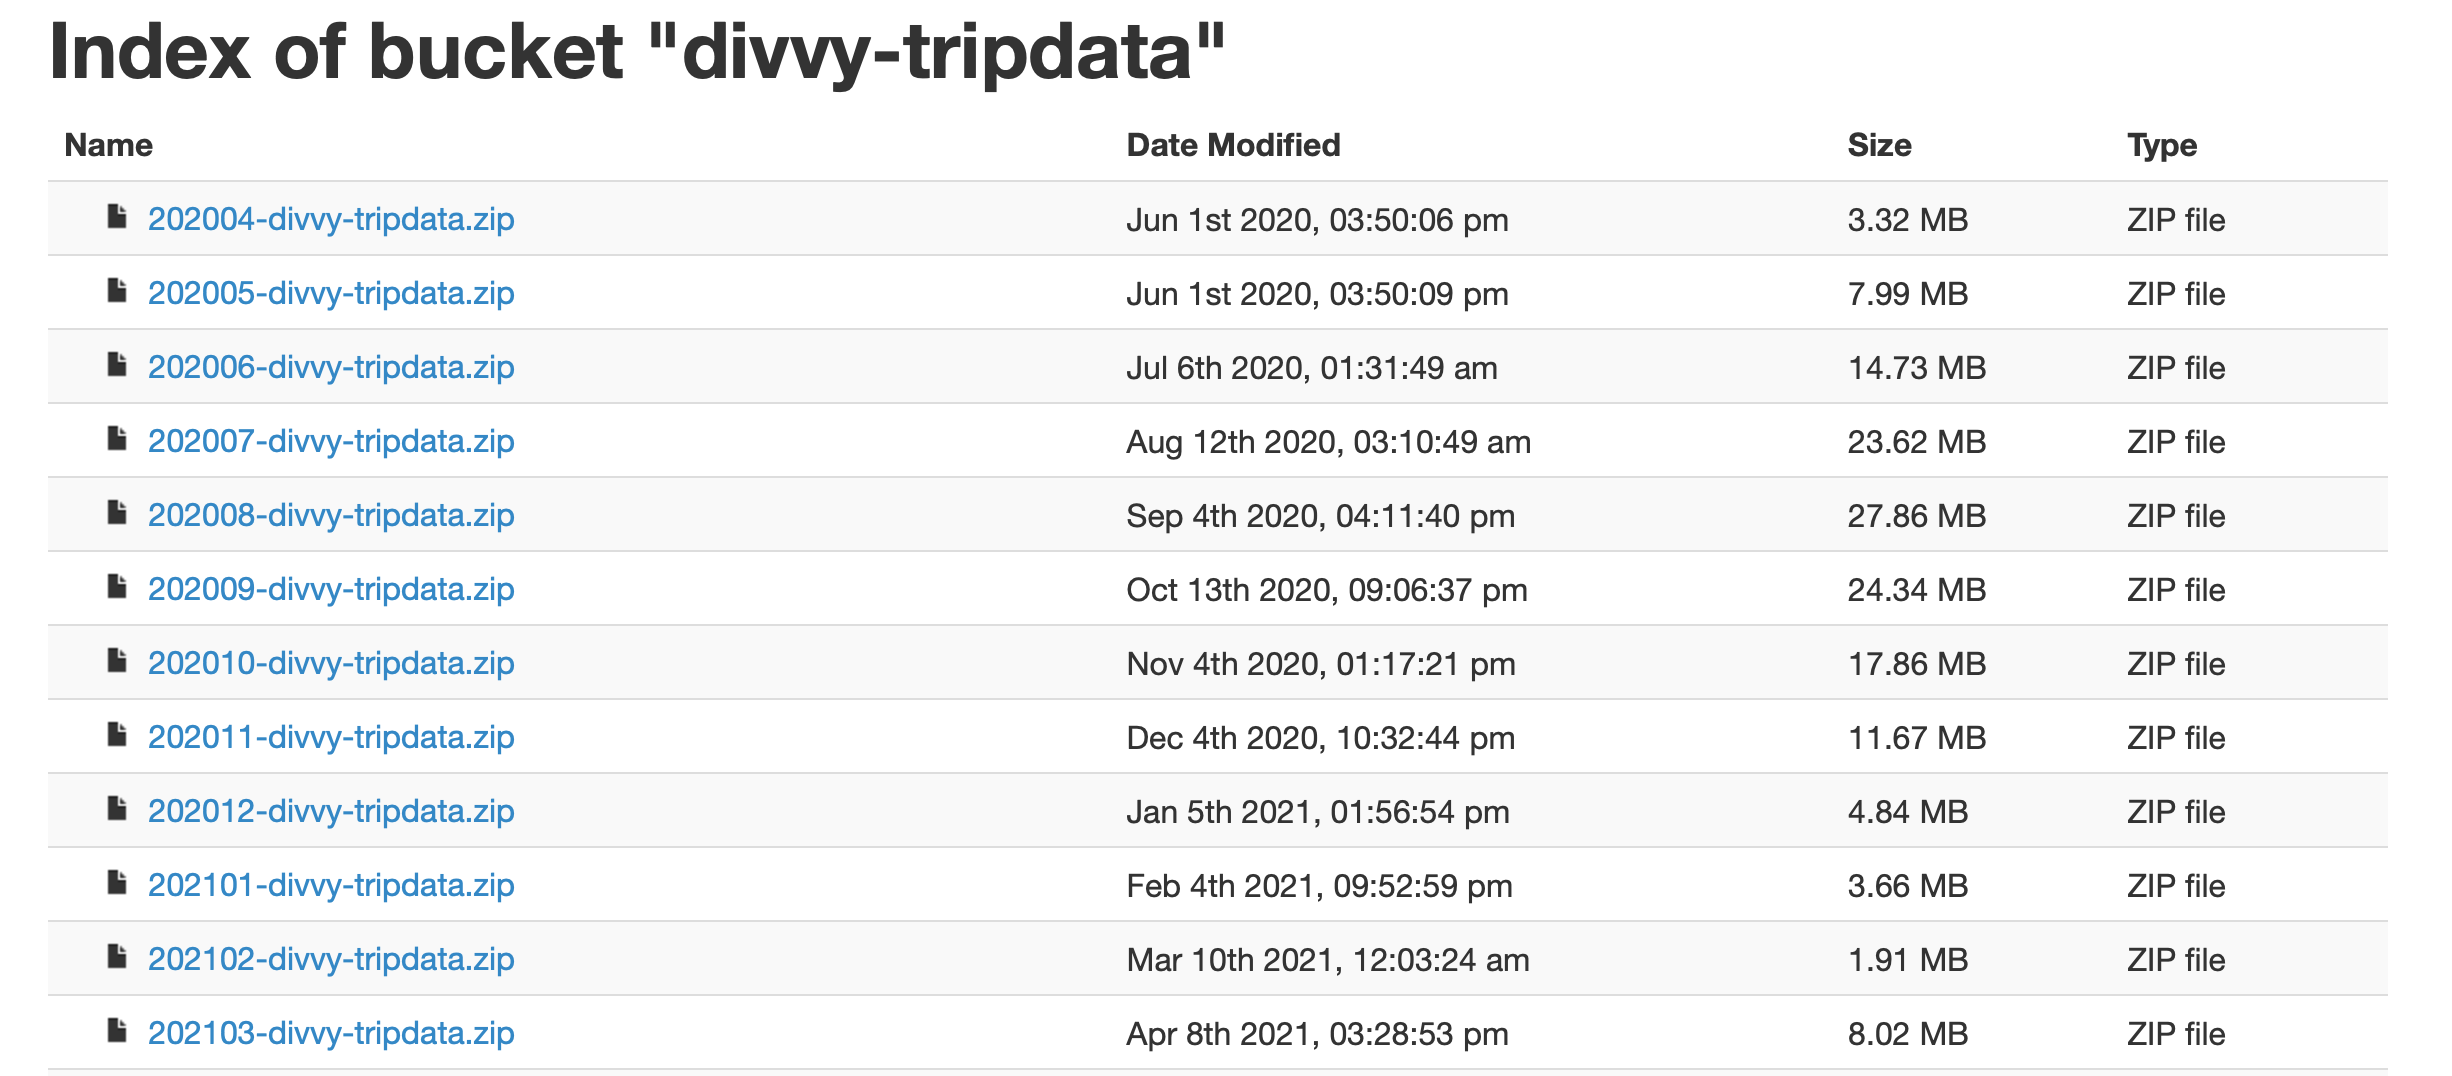 Index of bucket "divvy-tripdata"
Name Date Modified Size Type
202004-divvy-tripdata.zip Jun 1st 2020, 03:50:06 pm 3.32 MB ZIP file
202005-divvy-tripdata.zip Jun 1st 2020, 03:50:09 pm 7.99 MB ZIP file
202006-divvy-tripdata.zip Jul 6th 2020, 01:31:49 am 14.73 MB ZIP file
202007-divvy-tripdata.zip Aug 12th 2020, 03:10:49 am 23.62 MB ZIP file
202008-divvy-tripdata.zip Sep 4th 2020, 04:11:40 pm 27.86 MB ZIP file
202009-divvy-tripdata.zip Oct 13th 2020, 09:06:37 pm 24.34 MB ZIP file
202010-divvy-tripdata.zip Nov 4th 2020, 01:17:21 pm 17.86 MB ZIP file
202011-divvy-tripdata.zip Dec 4th 2020, 10:32:44 pm 11.67 MB ZIP file
202012-divvy-tripdata.zip Jan 5th 2021, 01:56:54 pm 4.84 MB ZIP file
202101-divvy-tripdata.zip Feb 4th 2021, 09:52:59 pm 3.66 MB ZIP file
202102-divvy-tripdata.zip Mar 10th 2021, 12:03:24 am 1.91 MB ZIP file
202103-divvy-tripdata.zip Apr 8th 2021, 03:28:53 pm 8.02 MB ZIP file